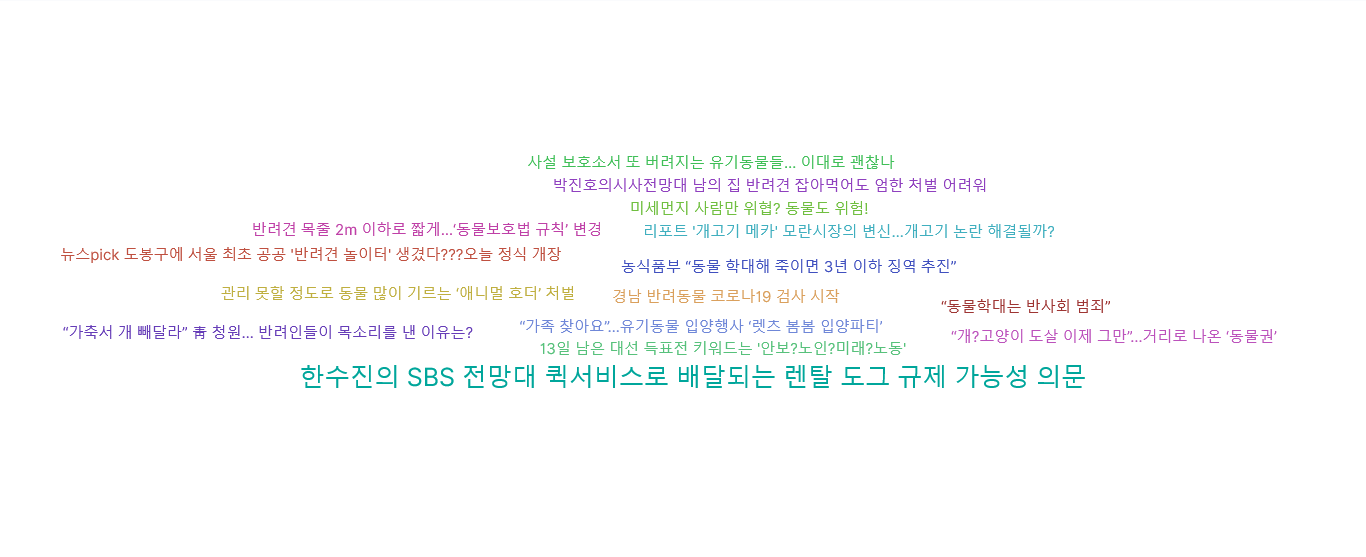 사설 보호소서 또 버려지는 유기동물들... 이대로 괜찮나
박진호의시사전망대 남의 집 반려견 잡아먹어도 엄한 처벌 어려워
미세먼지 사람만 위협? 동물도 위험!
반려견 목줄 2m 이하로 짧게...‘동물보호법 규칙’ 변경
리포트 '개고기 메카' 모란시장의 변신...개고기 논란 해결될까?
뉴스pick 도봉구에 서울 최초 공공 '반려견 놀이터' 생겼다???오늘 정식 개장
농식품부 “동물 학대해 죽이면 3년 이하 징역 추진”
관리 못할 정도로 동물 많이 기르는 ‘애니멀 호더’ 처벌
경남 반려동물 코로나19 검사 시작
“동물학대는 반사회 범죄”
“가축서 개 빼달라” 靑 청원... 반려인들이 목소리를 낸 이유는?
“가족 찾아요”...유기동물 입양행사 ‘렛츠 봄봄 입양파티’
“개?고양이 도살 이제 그만”...거리로 나온 ‘동물권’
13일 남은 대선 득표전 키워드는 '안보?노인?미래?노동'
한수진의 SBS 전망대 퀵서비스로 배달되는 렌탈 도그 규제 가능성 의문